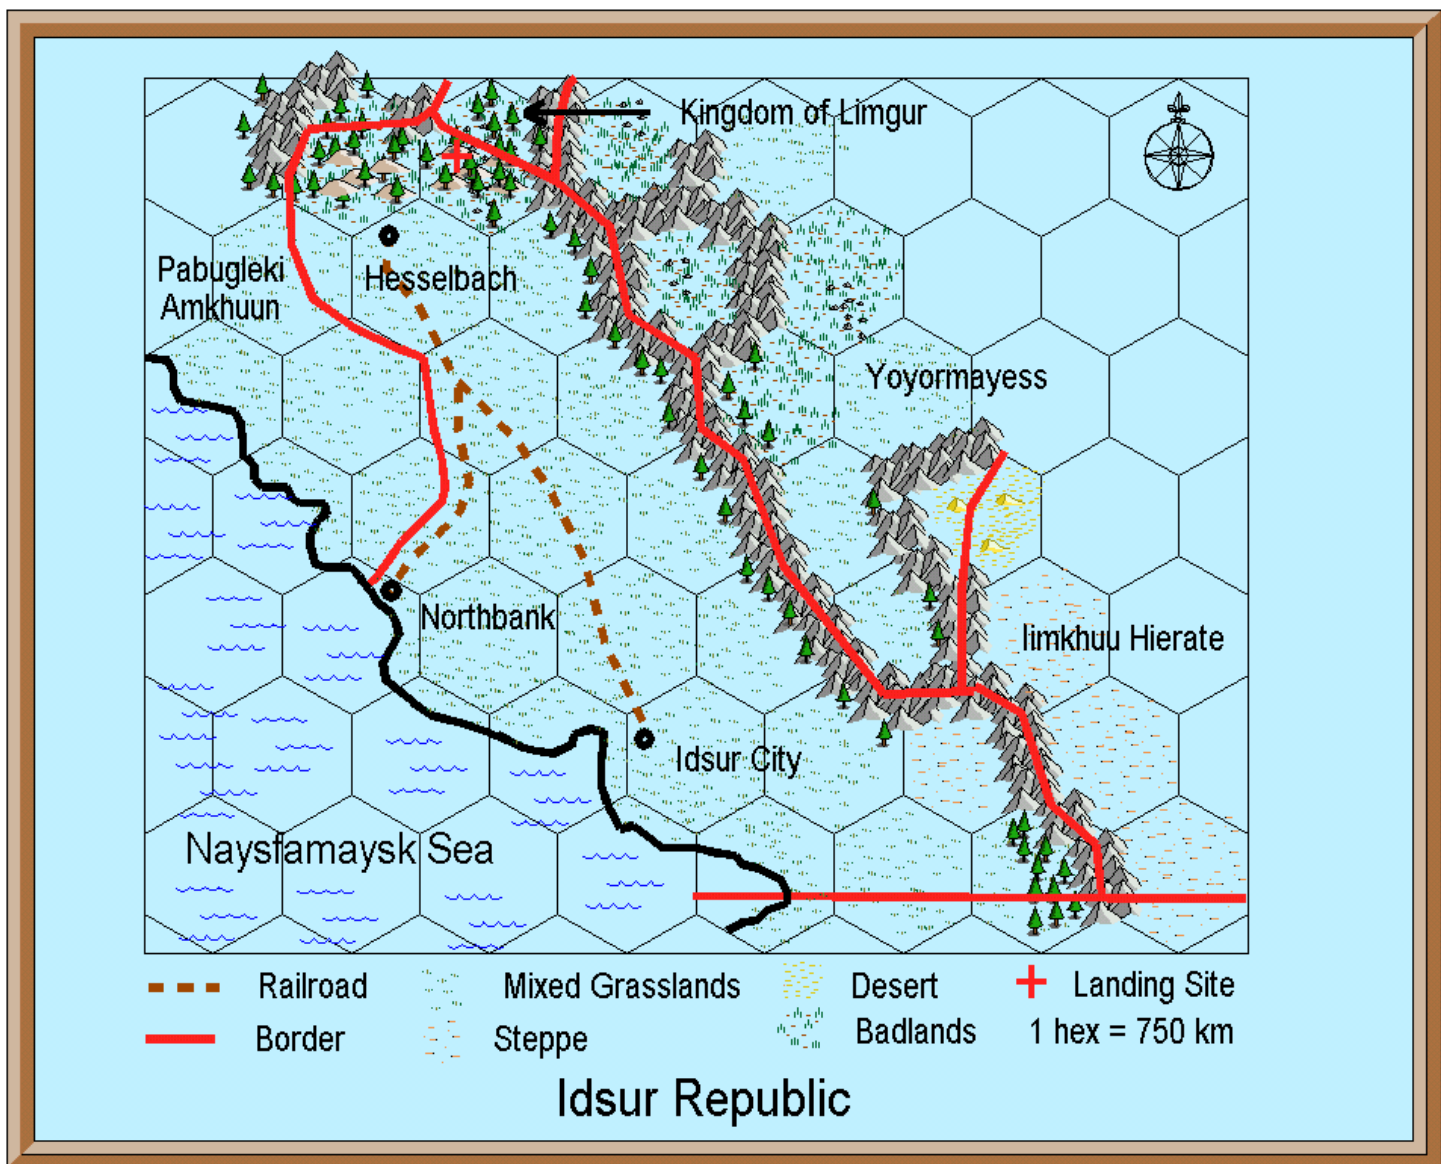 Kingdom of Limgur
Pabugleki
Amkhuun
Hesselbach
Yoyormayess
Northbank
Iimkhuu Hierate
Idsur City
Naysfamaysk Sea
Railroad
Mixed Grasslands
Desert
Landing Site
Border
Steppe
Badlands
1 hex = 750 km
Idsur Republic